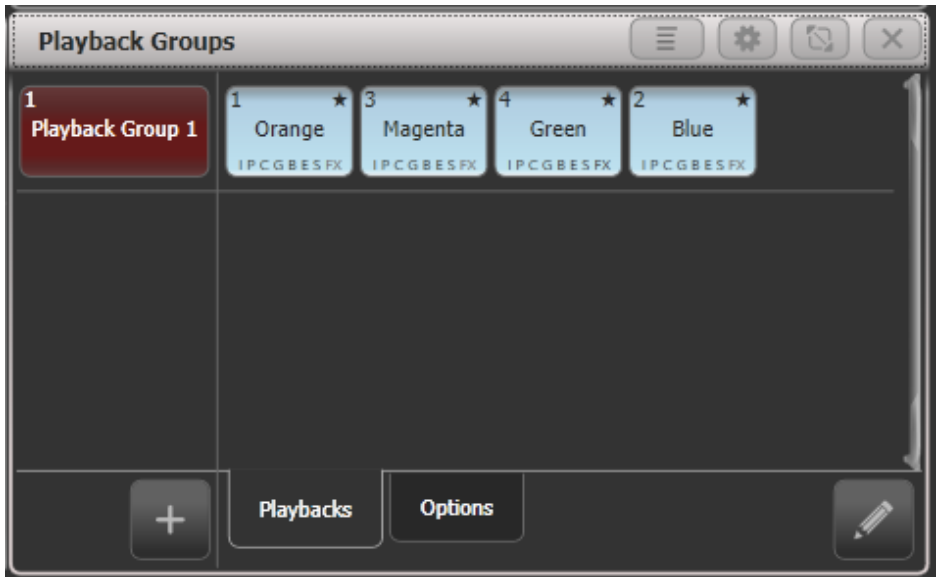 Playback Groups
1
Playback Group 1
1 ★
Orange
IPCGBESFX
3 ★
Magenta
IPCGBESFX
4 ★
Green
IPCGBESFX
2 ★
Blue
IPCGBESFX
Playbacks
Options